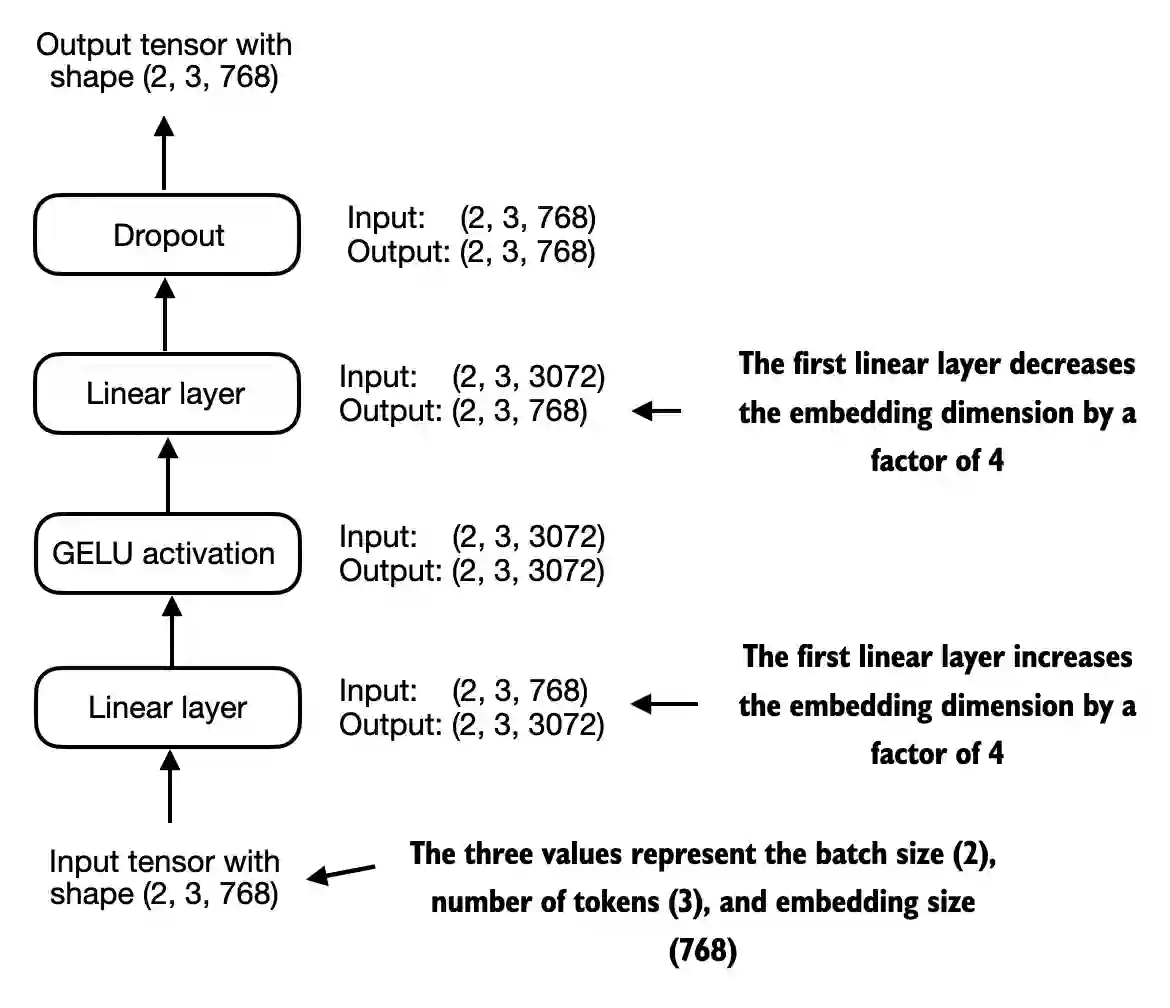 Output tensor with
shape (2, 3, 768)
Dropout
Input: (2, 3, 768)
Output: (2, 3, 768)
Linear layer
Input: (2, 3, 3072)
Output: (2, 3, 768)
The first linear layer decreases
the embedding dimension by a
factor of 4
GELU activation
Input: (2, 3, 3072)
Output: (2, 3, 3072)
Linear layer
Input: (2, 3, 768)
Output: (2, 3, 3072)
The first linear layer increases
the embedding dimension by a
factor of 4
Input tensor with
shape (2, 3, 768)
The three values represent the batch size (2),
number of tokens (3), and embedding size
(768)